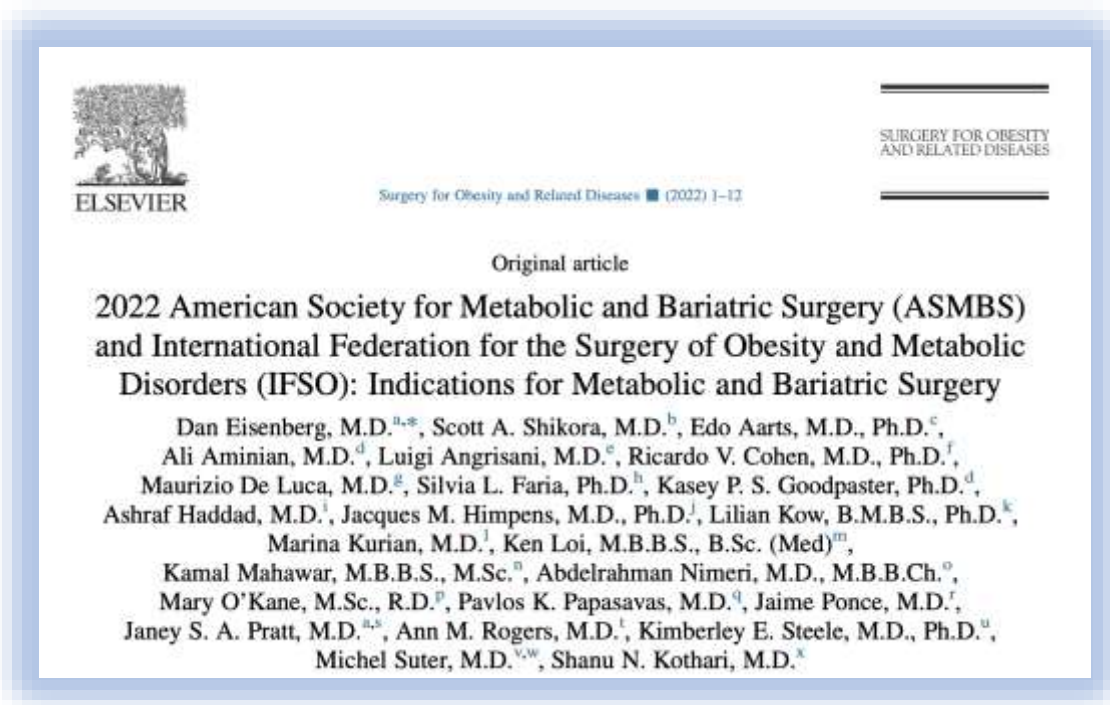 ELSEVIER
SURGERY FOR OBESITY
AND RELATED DISEASES
Surgery for Obesity and Related Diseases ■ (2022) 1–12
Original article
2022 American Society for Metabolic and Bariatric Surgery (ASMBS)
and International Federation for the Surgery of Obesity and Metabolic
Disorders (IFSO): Indications for Metabolic and Bariatric Surgery
Dan Eisenberg, M.D.a,*, Scott A. Shikora, M.D.b, Edo Aarts, M.D., Ph.D.c,
Ali Aminian, M.D.d, Luigi Angrisani, M.D.e, Ricardo V. Cohen, M.D., Ph.D.f,
Maurizio De Luca, M.D.g, Silvia L. Faria, Ph.D.h, Kasey P. S. Goodpaster, Ph.D.d,
Ashraf Haddad, M.D.i, Jacques M. Himpens, M.D., Ph.D.j, Lilian Kow, B.M.B.S., Ph.D.k,
Marina Kurian, M.D.l, Ken Loi, M.B.B.S., B.Sc. (Med)m,
Kamal Mahawar, M.B.B.S., M.Sc.n, Abdelrahman Nimeri, M.D., M.B.B.Ch.o,
Mary O'Kane, M.Sc., R.D.p, Pavlos K. Papasavas, M.D.q, Jaime Ponce, M.D.r,
Janey S. A. Pratt, M.D.a,s, Ann M. Rogers, M.D.t, Kimberley E. Steele, M.D., Ph.D.u,
Michel Suter, M.D.v,w, Shanu N. Kothari, M.D.x